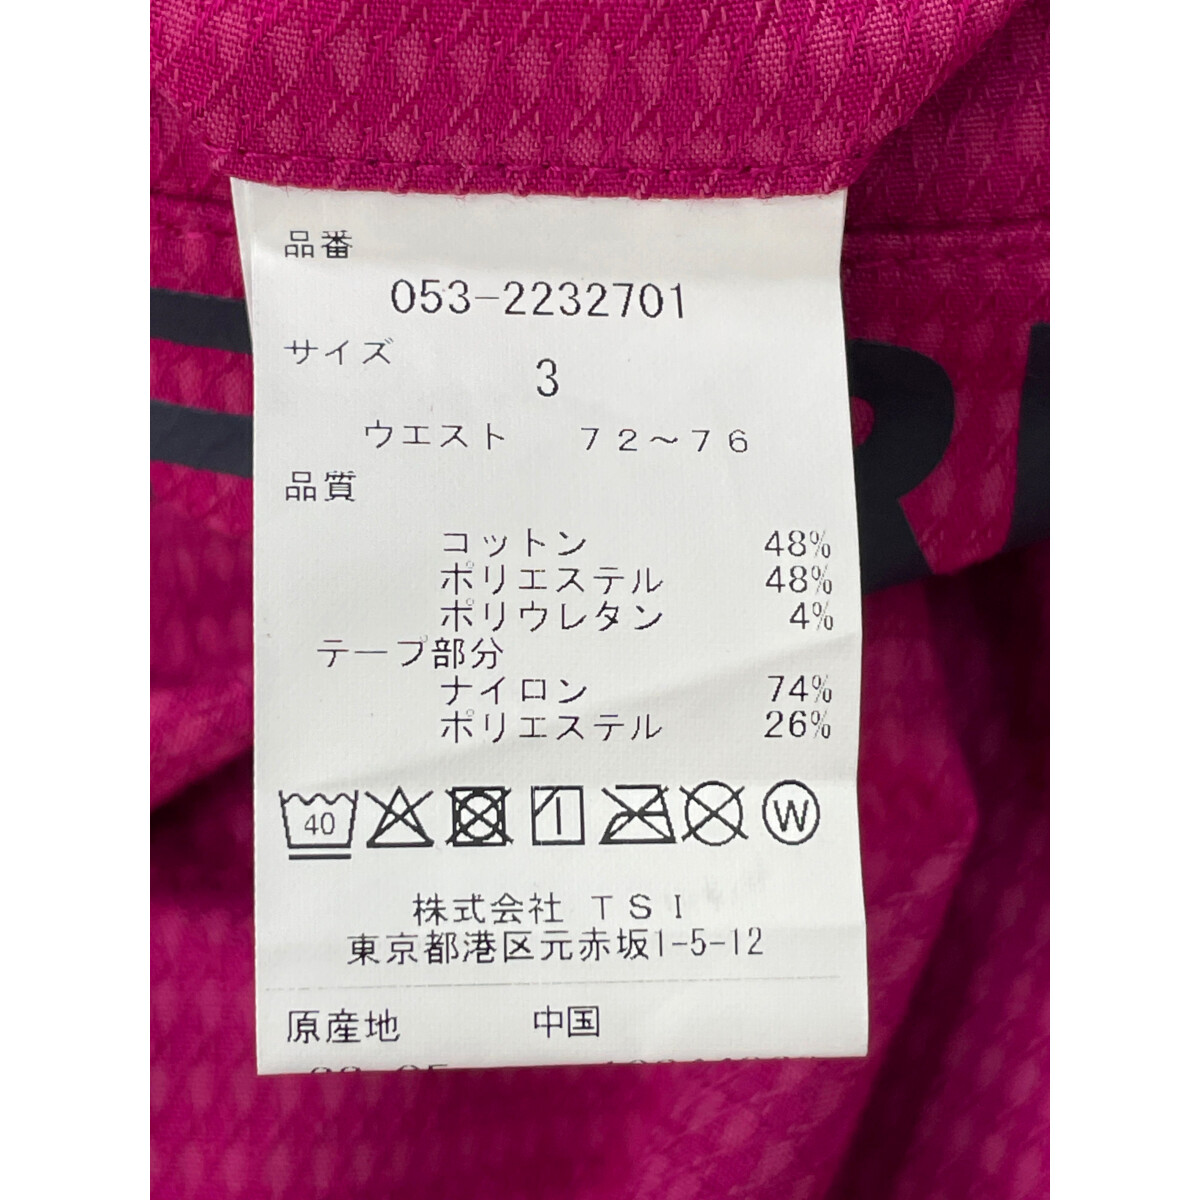 品番
053-2232701
サイズ
3
ウエスト 72～76
品質
コットン 48%
ポリエステル 48%
ポリウレタン 4%
テープ部分
ナイロン 74%
ポリエステル 26%
40
W
株式会社 TSI
東京都港区元赤坂1-5-12
原産地 中国